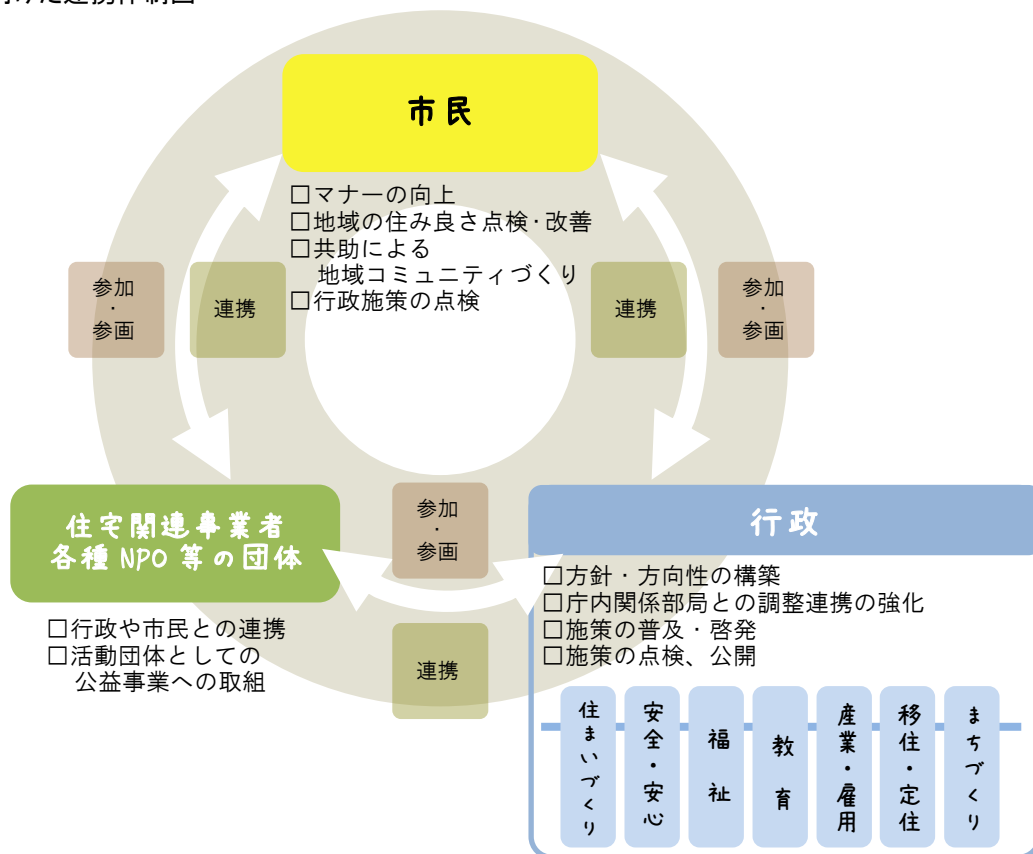 市民
□マナーの向上
□地域の住み良さ点検・改善
□共助による
地域コミュニティづくり
□行政施策の点検
参加
・
参画
連携
連携
参加
・
参画
住宅関連事業者
各種 NPO 等の団体
□行政や市民との連携
□活動団体としての
公益事業への取組
参加
・
参画
連携
行政
□方針・方向性の構築
□庁内関係部局との調整連携の強化
□施策の普及・啓発
□施策の点検、公開
住まいづくり
安全・安心
福祉
教育
産業・雇用
移住・定住
まちづくり